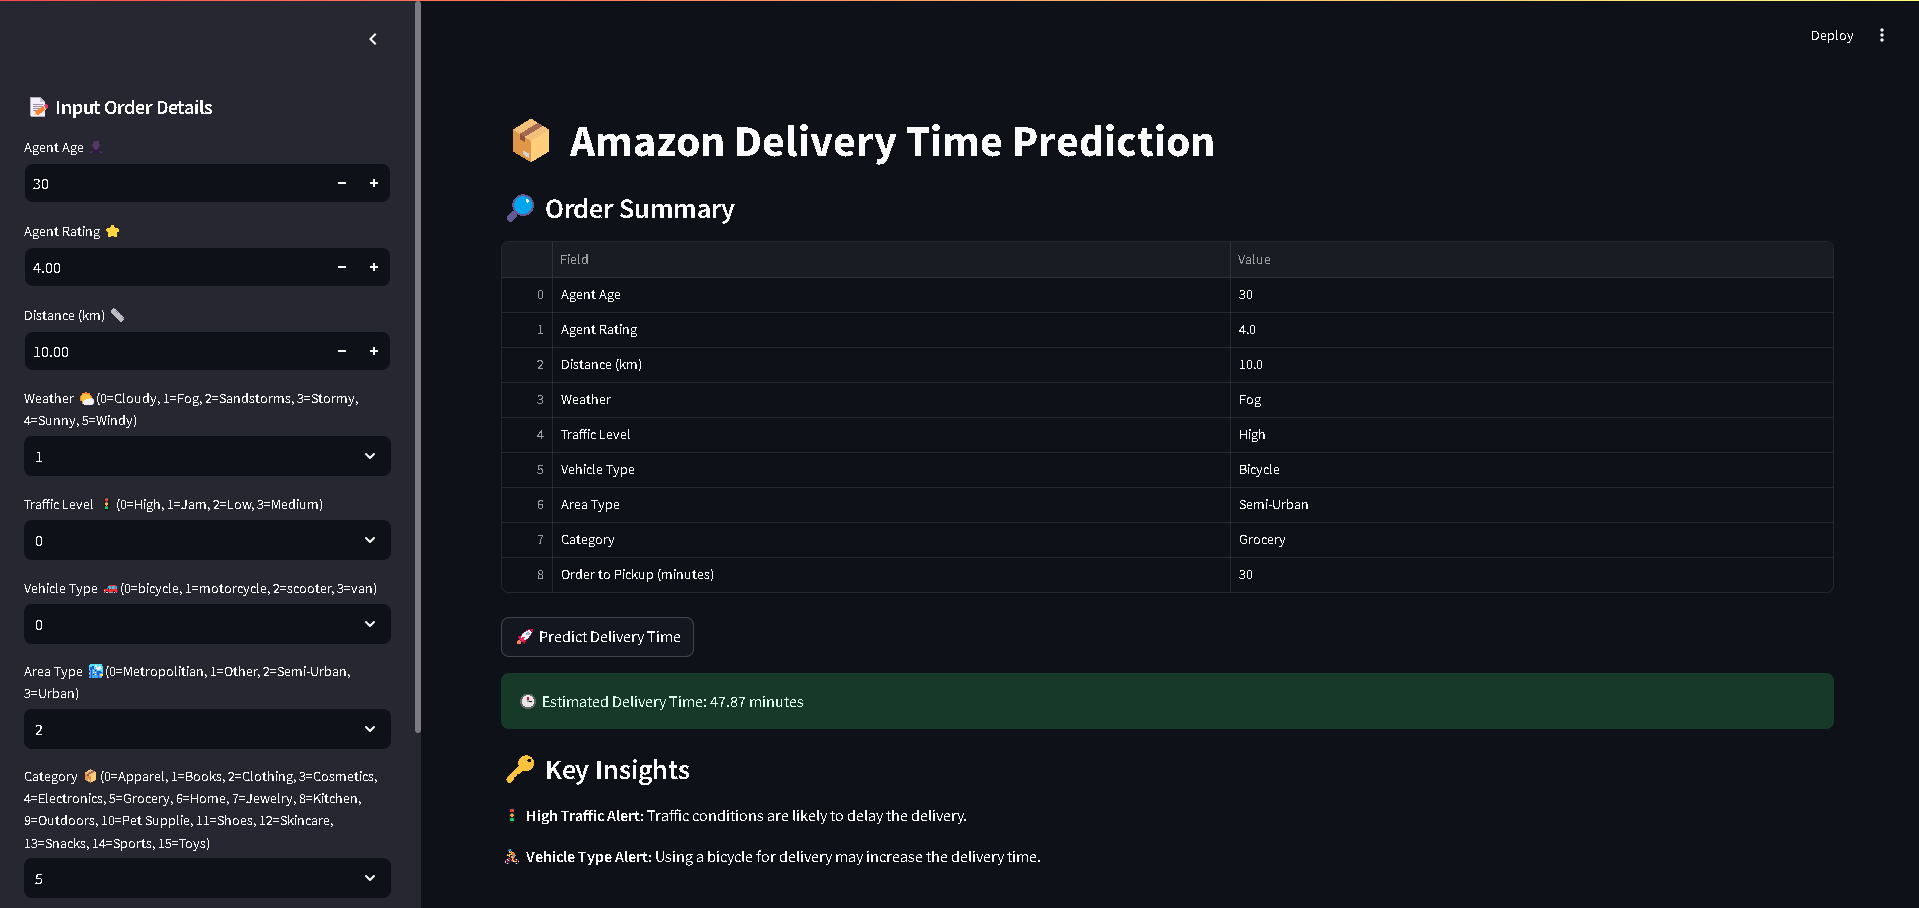 Deploy
Input Order Details
Agent Age
30
Agent Rating
4.00
Distance (km)
10.00
Weather (0=Cloudy, 1=Fog, 2=Sandstorms, 3=Stormy,
4=Sunny, 5=Windy)
1
Traffic Level (0=High, 1=Jam, 2=Low, 3=Medium)
0
Vehicle Type (0=bicycle, 1=motorcycle, 2=scooter, 3=van)
0
Area Type (0=Metropolitian, 1=Other, 2=Semi-Urban,
3=Urban)
2
Category (0=Apparel, 1=Books, 2=Clothing, 3=Cosmetics,
4=Electronics, 5=Grocery, 6=Home, 7=Jewelry, 8=Kitchen,
9=Outdoors, 10=Pet Supplie, 11=Shoes, 12=Skincare,
13=Snacks, 14=Sports, 15=Toys)
5
Amazon Delivery Time Prediction
Order Summary
Field Value
0 Agent Age 30
1 Agent Rating 4.0
2 Distance (km) 10.0
3 Weather Fog
4 Traffic Level High
5 Vehicle Type Bicycle
6 Area Type Semi-Urban
7 Category Grocery
8 Order to Pickup (minutes) 30
Predict Delivery Time
Estimated Delivery Time: 47.87 minutes
Key Insights
High Traffic Alert: Traffic conditions are likely to delay the delivery.
Vehicle Type Alert: Using a bicycle for delivery may increase the delivery time.